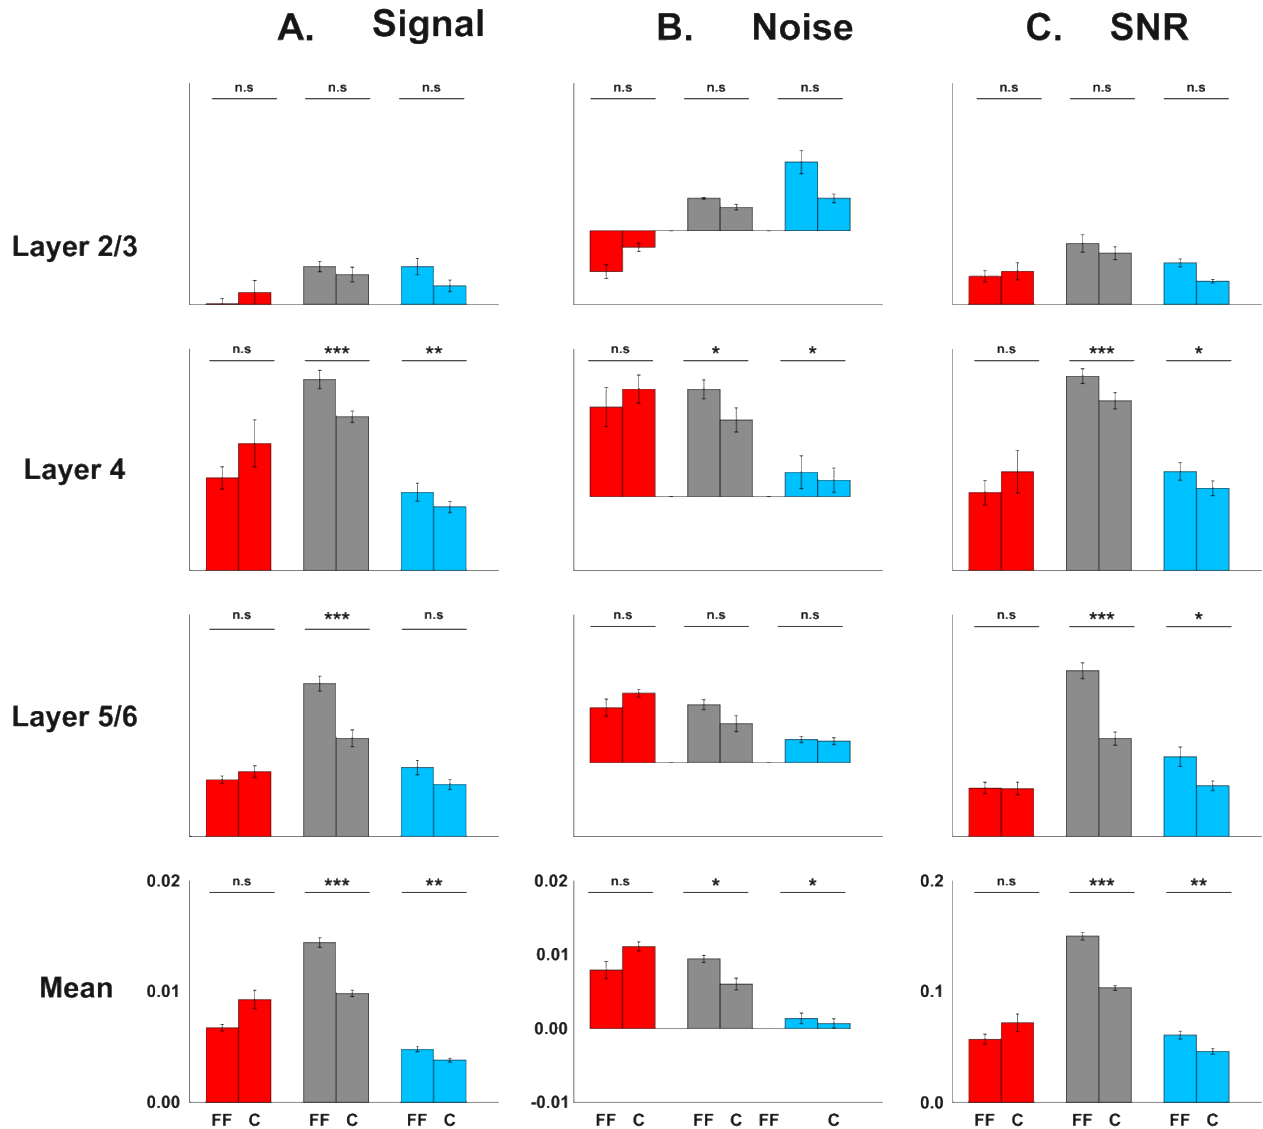 A. Signal B. Noise C. SNR
n.s n.s n.s n.s n.s n.s n.s n.s n.s
Layer 2/3
n.s *** ** n.s * * n.s *** *
Layer 4
n.s *** n.s n.s n.s n.s n.s *** *
Layer 5/6
0.02 n.s *** ** 0.02 n.s * * 0.2 n.s *** **
0.01
Mean
0.01 0.00 0.1
0.00 -0.01 0.0
FF C FF C FF C FF C FF C FF C FF C FF C FF C